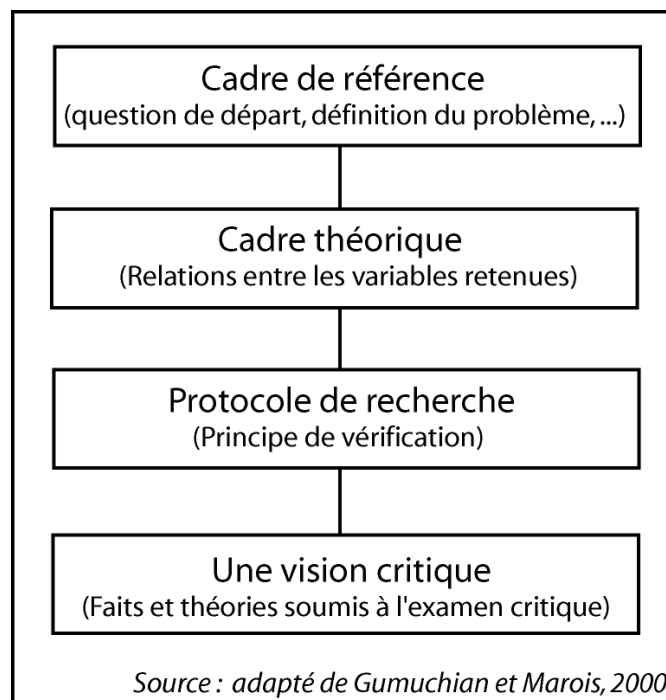 Cadre de référence
(question de départ, définition du problème, ...)
Cadre théorique
(Relations entre les variables retenues)
Protocole de recherche
(Principe de vérification)
Une vision critique
(Faits et théories soumis à l'examen critique)
Source : adapté de Gumuchian et Marois, 2000